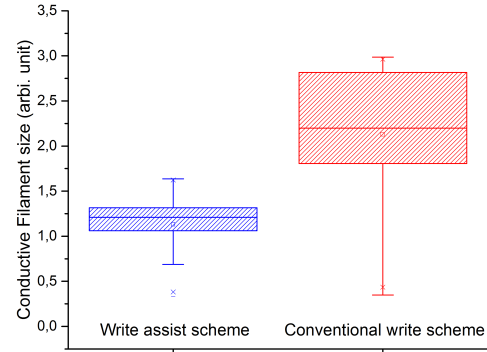 Conductive Filament size (arbi. unit)
3,5
3,0
2,5
2,0
1,5
1,0
0,5
0,0
Write assist scheme
Conventional write scheme